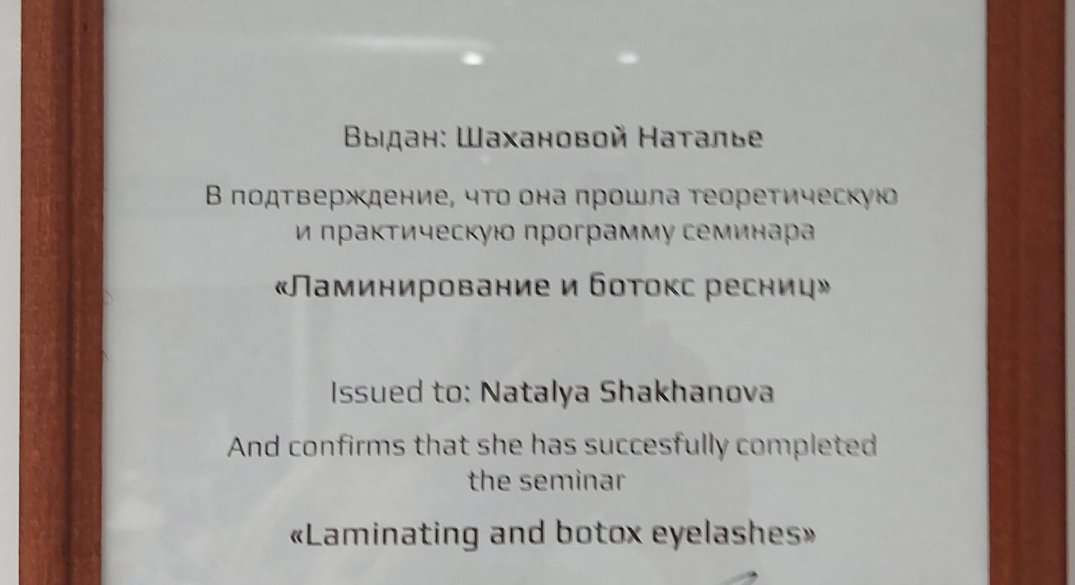 Выдан: Шахановой Наталье
В подтверждение, что она прошла теоретическую
и практическую программу семинара
«Ламинирование и ботокс ресниц»
Issued to: Natalya Shakhanova
And confirms that she has succesfully completed
the seminar
«Laminating and botox eyelashes»